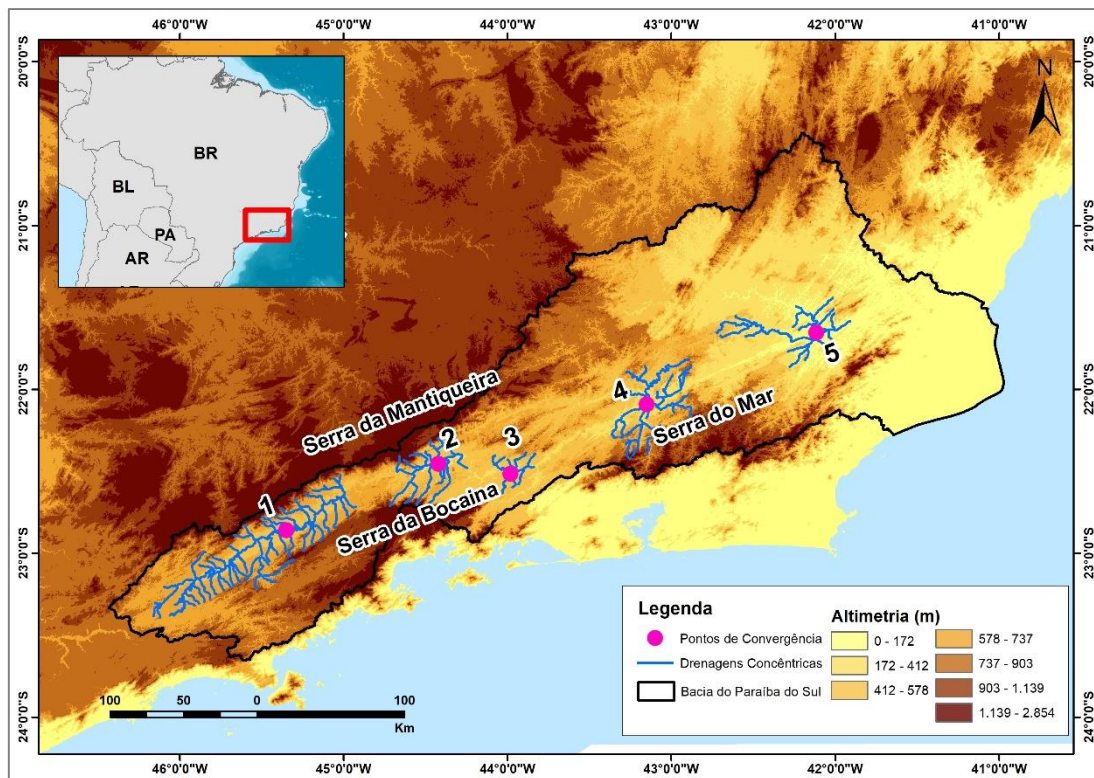 46°0'0"W 45°0'0"W 44°0'0"W 43°0'0"W 42°0'0"W 41°0'0"W
20°0'0"S 20°0'0"S
N
BR
BL
PA
AR
21°0'0"S 21°0'0"S
5
22°0'0"S 22°0'0"S
4
Serra da Mantiqueira
Serra do Mar
2
3
1
Serra da Bocaina
23°0'0"S 23°0'0"S
Legenda
Pontos de Convergência
Drenagens Concêntricas
Bacia do Paraíba do Sul
Altimetria (m)
0 - 172
172 - 412
412 - 578
578 - 737
737 - 903
903 - 1.139
1.139 - 2.854
100 50 0 100
Km
24°0'0"S 24°0'0"S
46°0'0"W 45°0'0"W 44°0'0"W 43°0'0"W 42°0'0"W 41°0'0"W